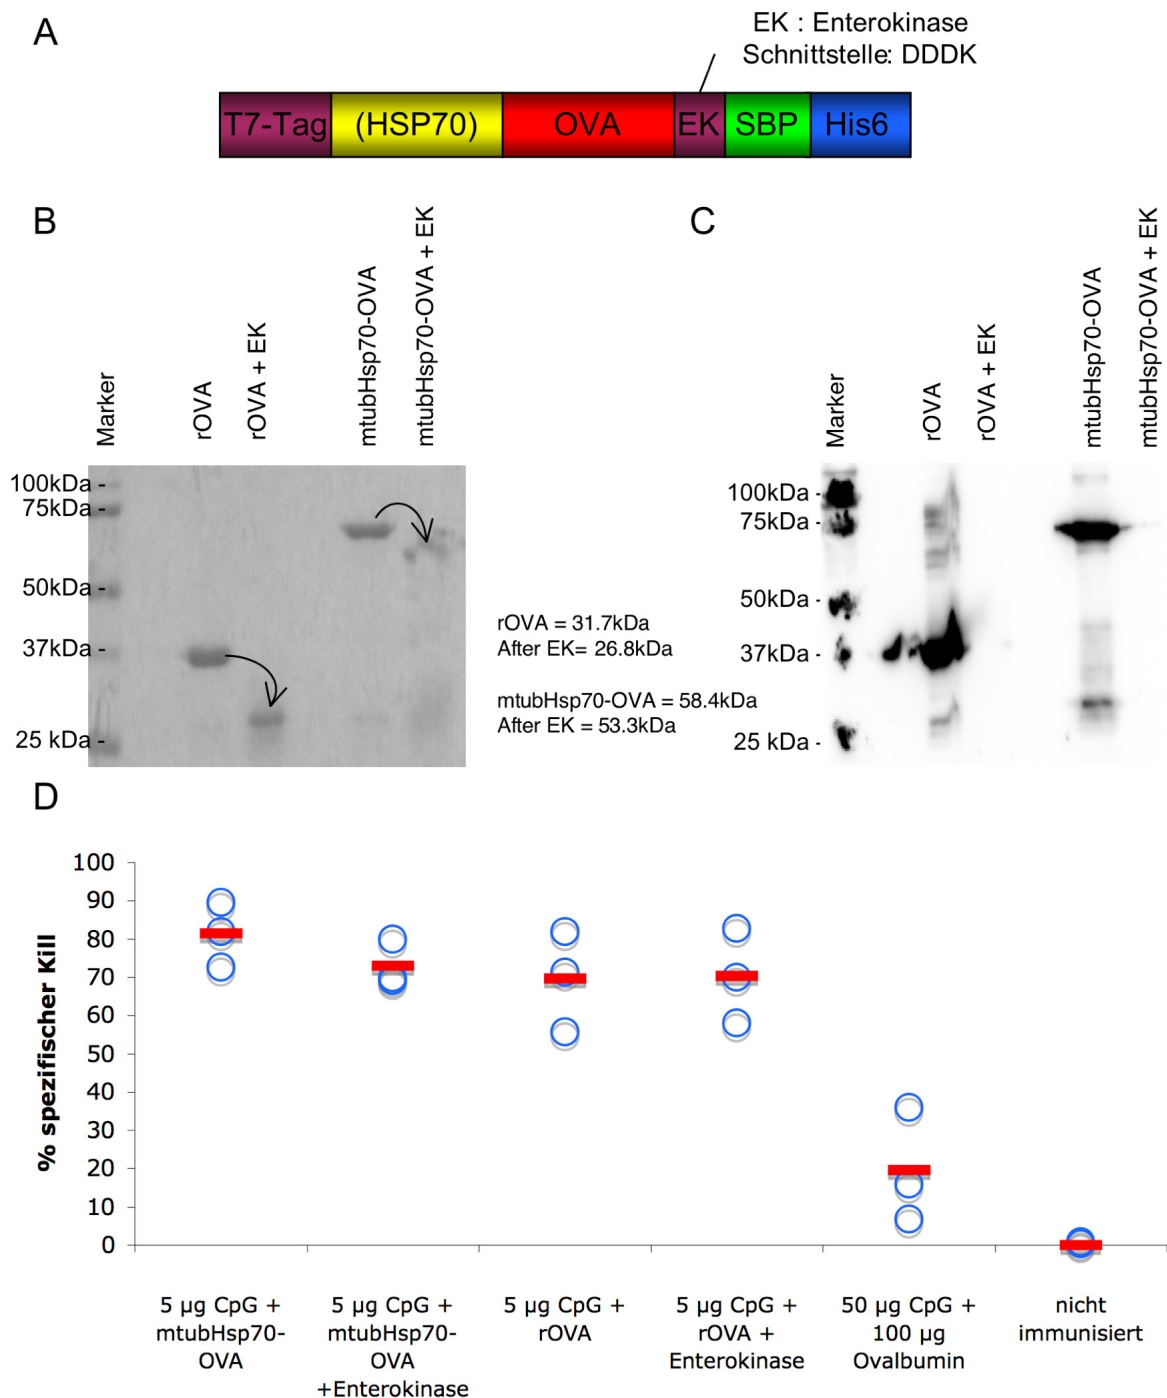 A
EK : Enterokinase
Schnittstelle: DDDK
T7-Tag (HSP70) OVA EK SBP His6
B
Marker
rOVA
rOVA + EK
mtubHsp70-OVA
mtubHsp70-OVA + EK
100kDa -
75kDa -
50kDa -
37kDa -
25 kDa -
rOVA = 31.7kDa
After EK= 26.8kDa
mtubHsp70-OVA = 58.4kDa
After EK = 53.3kDa
C
Marker
rOVA
rOVA + EK
mtubHsp70-OVA
mtubHsp70-OVA + EK
100kDa -
75kDa -
50kDa -
37kDa -
25 kDa -
D
% spezifischer Kill
100
90
80
70
60
50
40
30
20
10
0
5 µg CpG +
mtubHsp70-
OVA
5 µg CpG +
mtubHsp70-
OVA
+Enterokinase
5 µg CpG +
rOVA
5 µg CpG +
rOVA +
Enterokinase
50 µg CpG +
100 µg
Ovalbumin
nicht
immunisiert